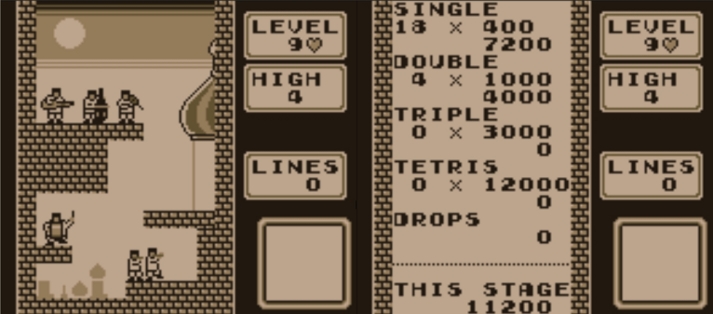 LEVEL
9♥
HIGH
4
LINES
0
SINGLE
18 × 400
7200
DOUBLE
4 × 1000
4000
TRIPLE
0 × 3000
0
TETRIS
0 × 12000
0
DROPS
0
THIS STAGE
11200
LEVEL
9♥
HIGH
4
LINES
0